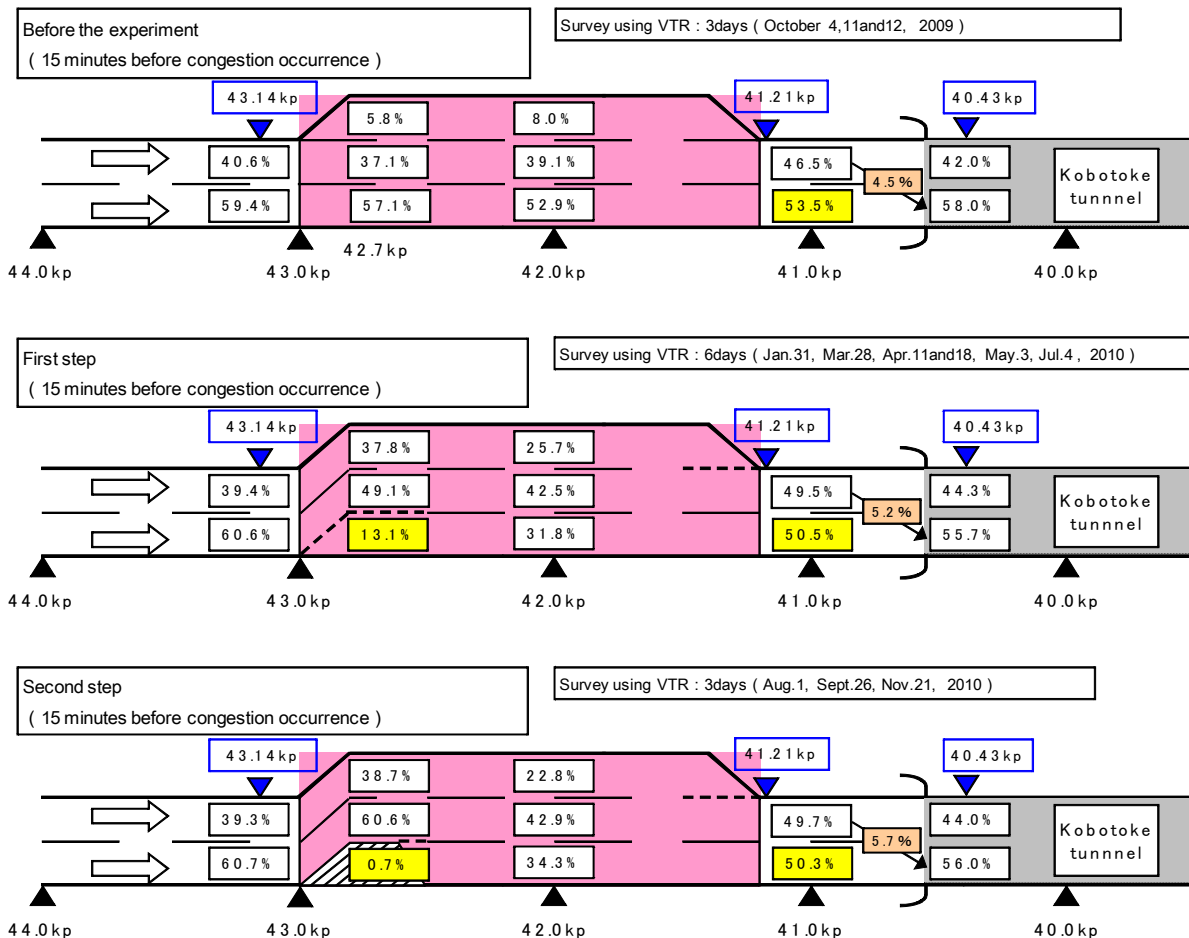 Before the experiment
( 15 minutes before congestion occurrence )
Survey using VTR : 3days ( October 4,11and12, 2009 )
43.14kp
41.21kp
40.43kp
5.8%
8.0%
40.6%
37.1%
39.1%
46.5%
4.5%
42.0%
Kobotoke
tunnnel
59.4%
57.1%
52.9%
53.5%
58.0%
42.7kp
44.0kp
43.0kp
42.0kp
41.0kp
40.0kp
First step
( 15 minutes before congestion occurrence )
Survey using VTR : 6days ( Jan.31, Mar.28, Apr.11and18, May.3, Jul.4 , 2010 )
43.14kp
41.21kp
40.43kp
37.8%
25.7%
39.4%
49.1%
42.5%
49.5%
5.2%
44.3%
Kobotoke
tunnnel
60.6%
13.1%
31.8%
50.5%
55.7%
44.0kp
43.0kp
42.0kp
41.0kp
40.0kp
Second step
( 15 minutes before congestion occurrence )
Survey using VTR : 3days ( Aug.1, Sept.26, Nov.21, 2010 )
43.14kp
41.21kp
40.43kp
38.7%
22.8%
39.3%
60.6%
42.9%
49.7%
5.7%
44.0%
Kobotoke
tunnnel
60.7%
0.7%
34.3%
50.3%
56.0%
44.0kp
43.0kp
42.0kp
41.0kp
40.0kp